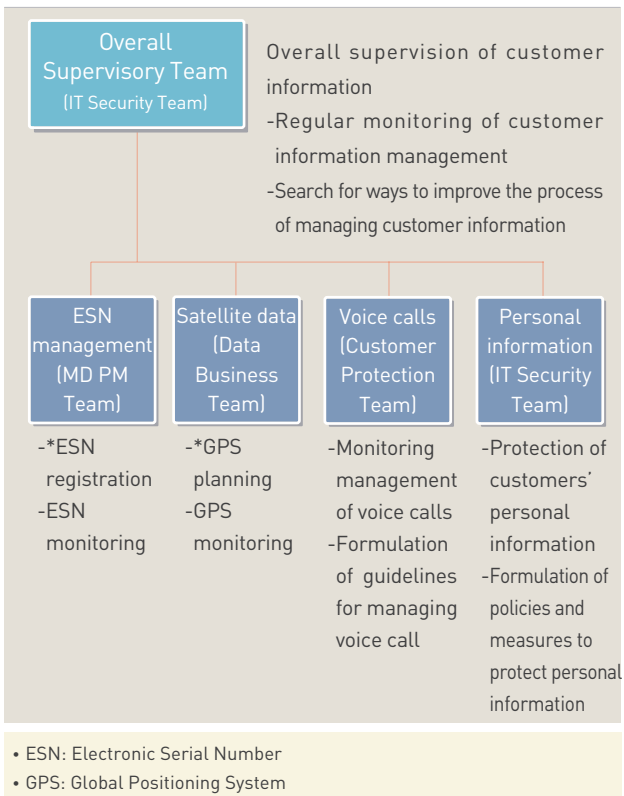 Overall
Supervisory Team
(IT Security Team)
Overall supervision of customer
information
-Regular monitoring of customer
information management
-Search for ways to improve the process
of managing customer information
ESN
management
(MD PM
Team)
Satellite data
(Data
Business
Team)
Voice calls
(Customer
Protection
Team)
Personal
information
(IT Security
Team)
-*ESN
registration
-ESN
monitoring
-*GPS
planning
-GPS
monitoring
-Monitoring
management
of voice calls
-Formulation
of guidelines
for managing
voice call
-Protection of
customers’
personal
information
-Formulation of
policies and
measures to
protect personal
information
• ESN: Electronic Serial Number
• GPS: Global Positioning System